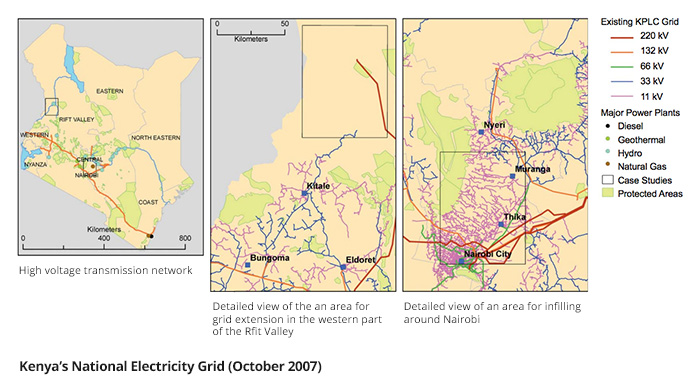 EASTERN
RIFT VALLEY
WESTERN
NORTH EASTERN
NYANZA
CENTRAL
NAIROBI
COAST
Kilometers
0 400 800
High voltage transmission network
0 50
Kilometers
Kitale
Bungoma
Eldoret
Detailed view of the an area for
grid extension in the western part
of the Rfit Valley
Nyeri
Muranga
Thika
Nairobi City
Detailed view of an area for infilling
around Nairobi
Existing KPLC Grid
220 kV
132 kV
66 kV
33 kV
11 kV
Major Power Plants
Diesel
Geothermal
Hydro
Natural Gas
Case Studies
Protected Areas
Kenya's National Electricity Grid (October 2007)